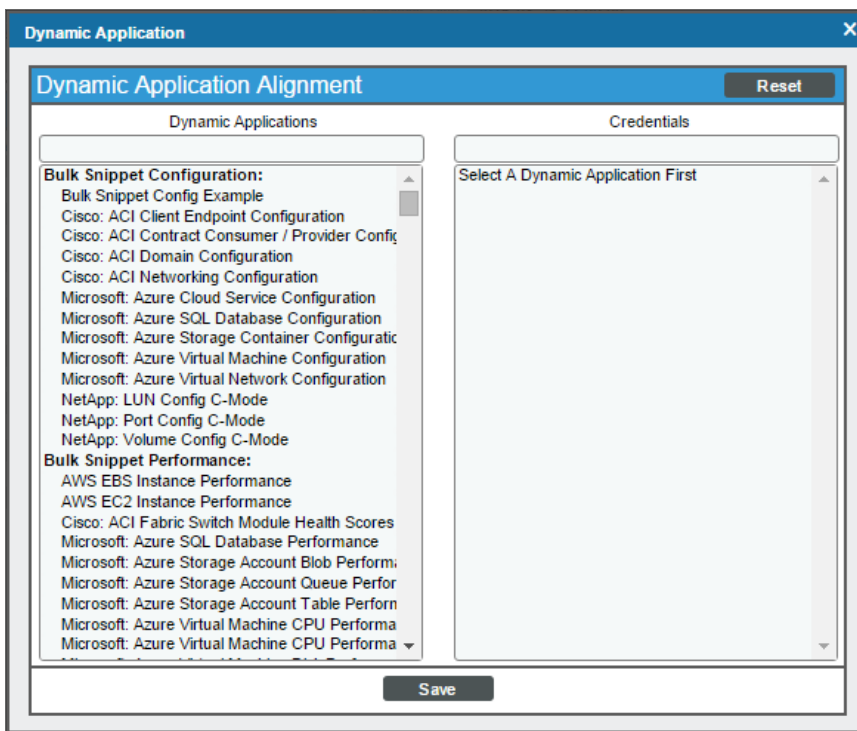 Dynamic Application
X
Dynamic Application Alignment
Reset
Dynamic Applications
Credentials
Bulk Snippet Configuration:
Select A Dynamic Application First
Bulk Snippet Config Example
Cisco: ACI Client Endpoint Configuration
Cisco: ACI Contract Consumer / Provider Config
Cisco: ACI Domain Configuration
Cisco: ACI Networking Configuration
Microsoft: Azure Cloud Service Configuration
Microsoft: Azure SQL Database Configuration
Microsoft: Azure Storage Container Configuratic
Microsoft: Azure Virtual Machine Configuration
Microsoft: Azure Virtual Network Configuration
NetApp: LUN Config C-Mode
NetApp: Port Config C-Mode
NetApp: Volume Config C-Mode
Bulk Snippet Performance:
AWS EBS Instance Performance
AWS EC2 Instance Performance
Cisco: ACI Fabric Switch Module Health Scores
Microsoft: Azure SQL Database Performance
Microsoft: Azure Storage Account Blob Performa
Microsoft: Azure Storage Account Queue Perfor
Microsoft: Azure Storage Account Table Perforn
Microsoft: Azure Virtual Machine CPU Performa
Microsoft: Azure Virtual Machine CPU Performa
Save